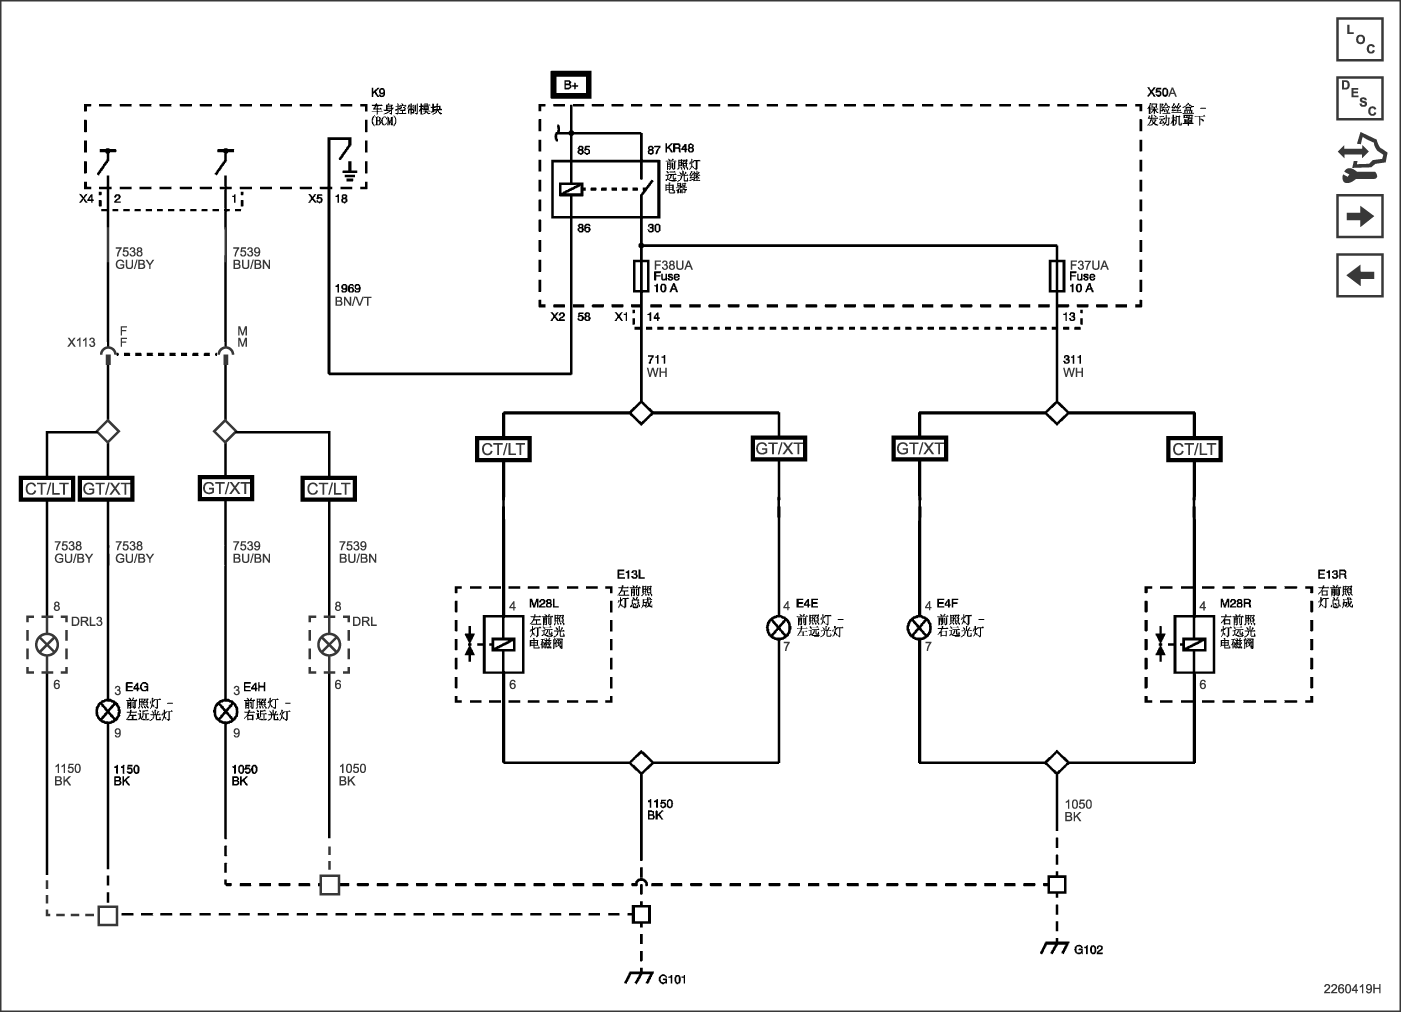 L
O
C
D
E
S
C
B+
K9
车身控制模块
(BCM)
X50A
保险丝盒 -
发动机罩下
85
87
KR48
前照灯
远光继
电器
86
30
X4
2
1
X5
18
7538
GU/BY
7539
BU/BN
1969
BN/VT
F38UA
Fuse
10 A
F37UA
Fuse
10 A
X2
58
X1
14
13
X113
F
F
M
M
711
WH
311
WH
CT/LT
GT/XT
GT/XT
CT/LT
CT/LT
GT/XT
GT/XT
CT/LT
7538
GU/BY
7538
GU/BY
7539
BU/BN
7539
BU/BN
8
DRL3
6
8
DRL
6
3
E4G
前照灯 -
左近光灯
9
3
E4H
前照灯 -
右近光灯
9
E13L
左前照
灯总成
4
M28L
左前照
灯远光
电磁阀
6
4
E4E
前照灯 -
左远光灯
7
4
E4F
前照灯 -
右远光灯
7
E13R
右前照
灯总成
4
M28R
右前照
灯远光
电磁阀
6
1150
BK
1150
BK
1050
BK
1050
BK
1150
BK
1050
BK
G101
G102
2260419H